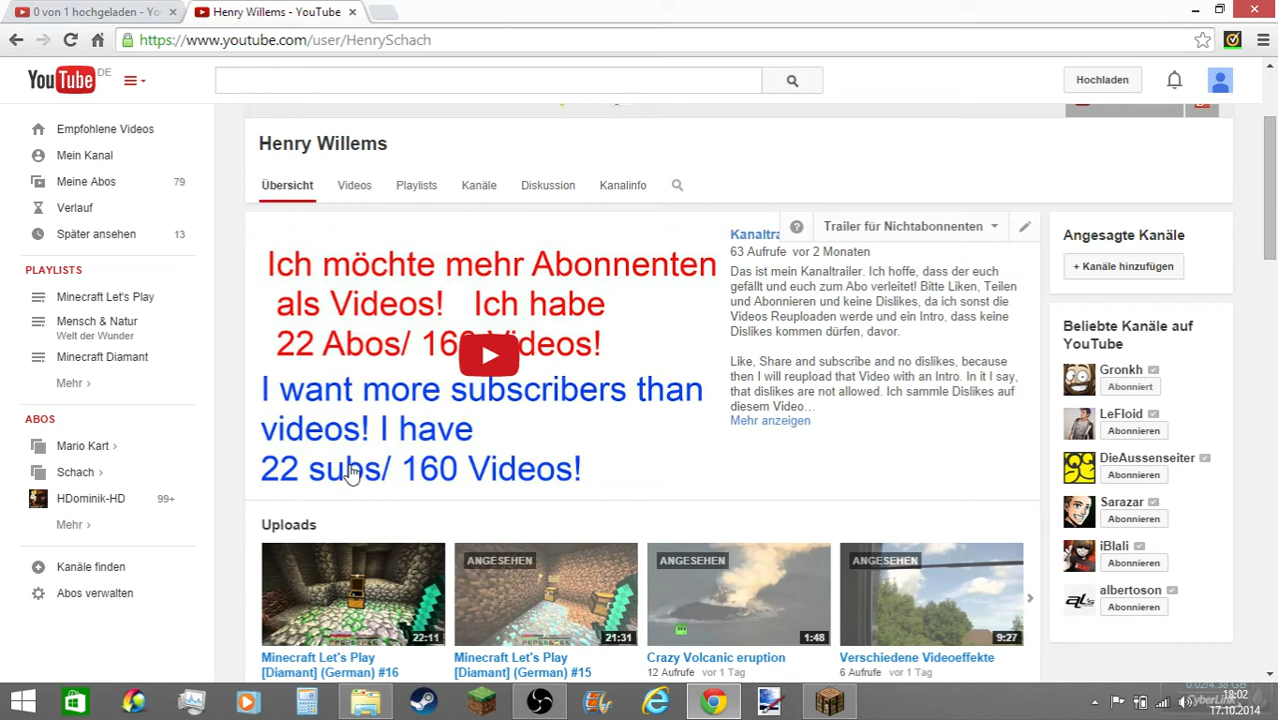 0 von 1 hochgeladen - Yo
Henry Willems - YouTube
https://www.youtube.com/user/HenrySchach
YouTube DE
Hochladen
Empfohlene Videos
Mein Kanal
Meine Abos 79
Verlauf
Später ansehen 13
PLAYLISTS
Minecraft Let's Play
Mensch & Natur
Welt der Wunder
Minecraft Diamant
Mehr ›
ABOS
Mario Kart ›
Schach ›
HDominik-HD 99+
Mehr ›
Kanäle finden
Abos verwalten
Henry Willems
Übersicht Videos Playlists Kanäle Diskussion Kanalinfo
Ich möchte mehr Abonnenten
als Videos! Ich habe
22 Abos/ 160 Videos!
I want more subscribers than
videos! I have
22 subs/ 160 Videos!
Trailer für Nichtabonnenten
Kanaltra
63 Aufrufe vor 2 Monaten
Das ist mein Kanaltrailer. Ich hoffe, dass der euch
gefällt und euch zum Abo verleitet! Bitte Liken, Teilen
und Abonnieren und keine Dislikes, da ich sonst die
Videos Reuploaden werde und ein Intro, dass keine
Dislikes kommen dürfen, davor.
Like, Share and subscribe and no dislikes, because
then I will reupload that Video with an Intro. In it I say,
that dislikes are not allowed. Ich sammle Dislikes auf
diesem Video…
Mehr anzeigen
Uploads
22:11
Minecraft Let's Play
[Diamant] (German) #16
ANGESEHEN
21:31
Minecraft Let's Play
[Diamant] (German) #15
ANGESEHEN
1:48
Crazy Volcanic eruption
12 Aufrufe vor 1 Tag
ANGESEHEN
9:27
Verschiedene Videoeffekte
6 Aufrufe vor 1 Tag
Angesagte Kanäle
+ Kanäle hinzufügen
Beliebte Kanäle auf
YouTube
Gronkh
Abonniert
LeFloid
Abonnieren
DieAussenseiter
Abonnieren
Sarazar
Abonnieren
iBlali
Abonnieren
albertoson
Abonnieren
CyberLink
18:02
17.10.2014